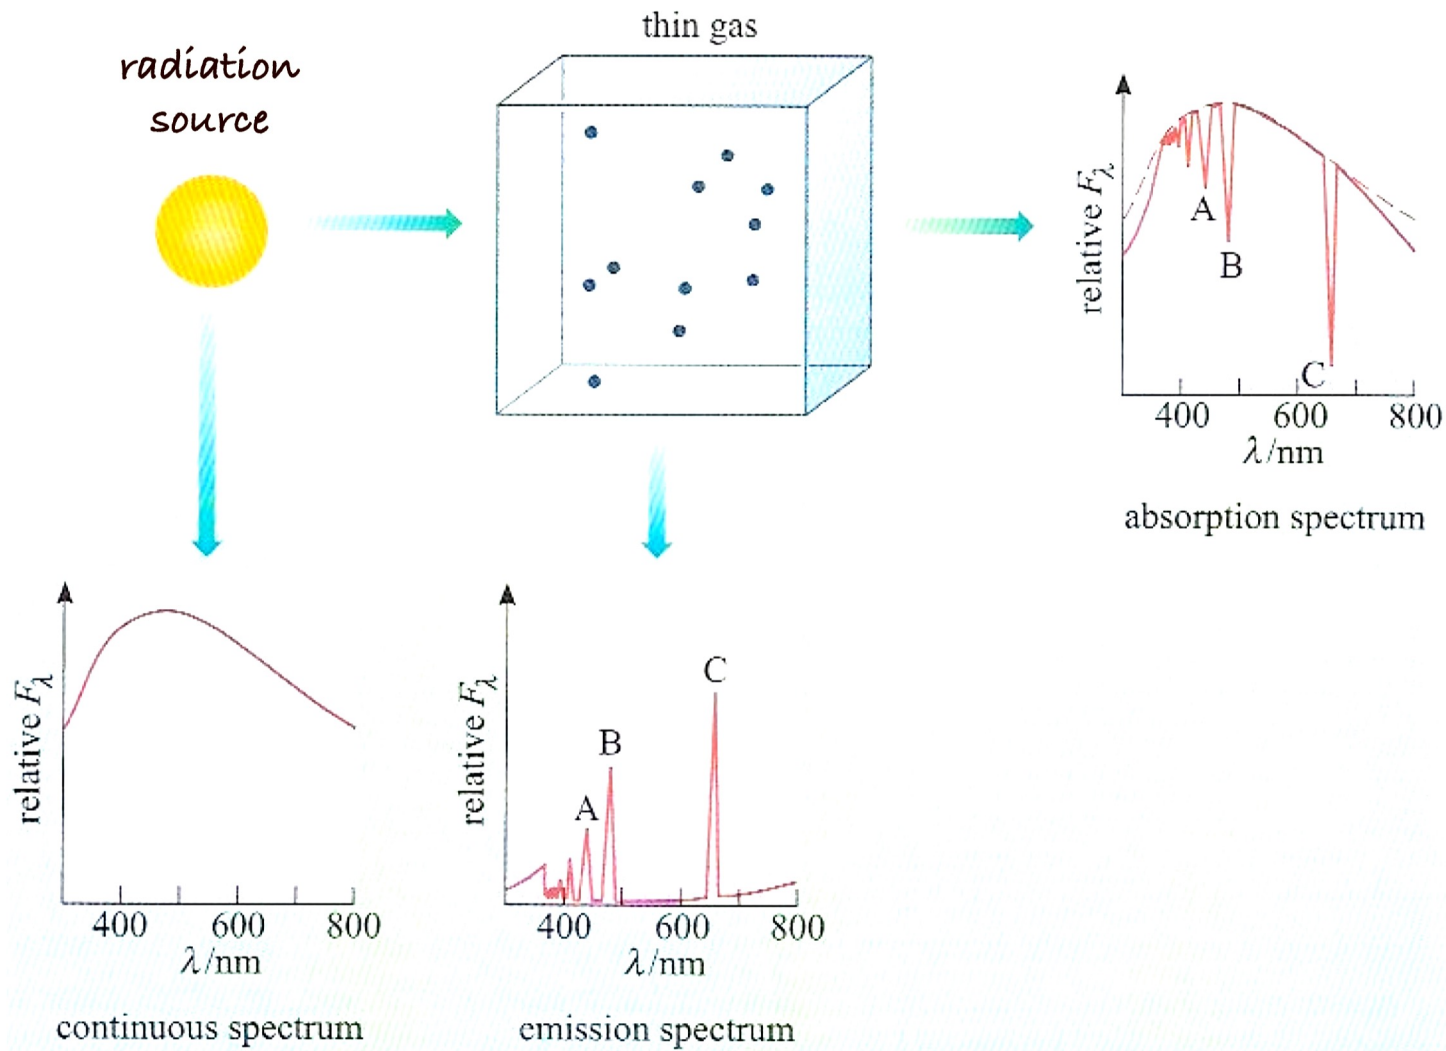 thin gas
radiation
source
relative Fλ
A
B
C
400 600 800
λ/nm
absorption spectrum
relative Fλ
400 600 800
λ/nm
continuous spectrum
relative Fλ
A
B
C
400 600 800
λ/nm
emission spectrum